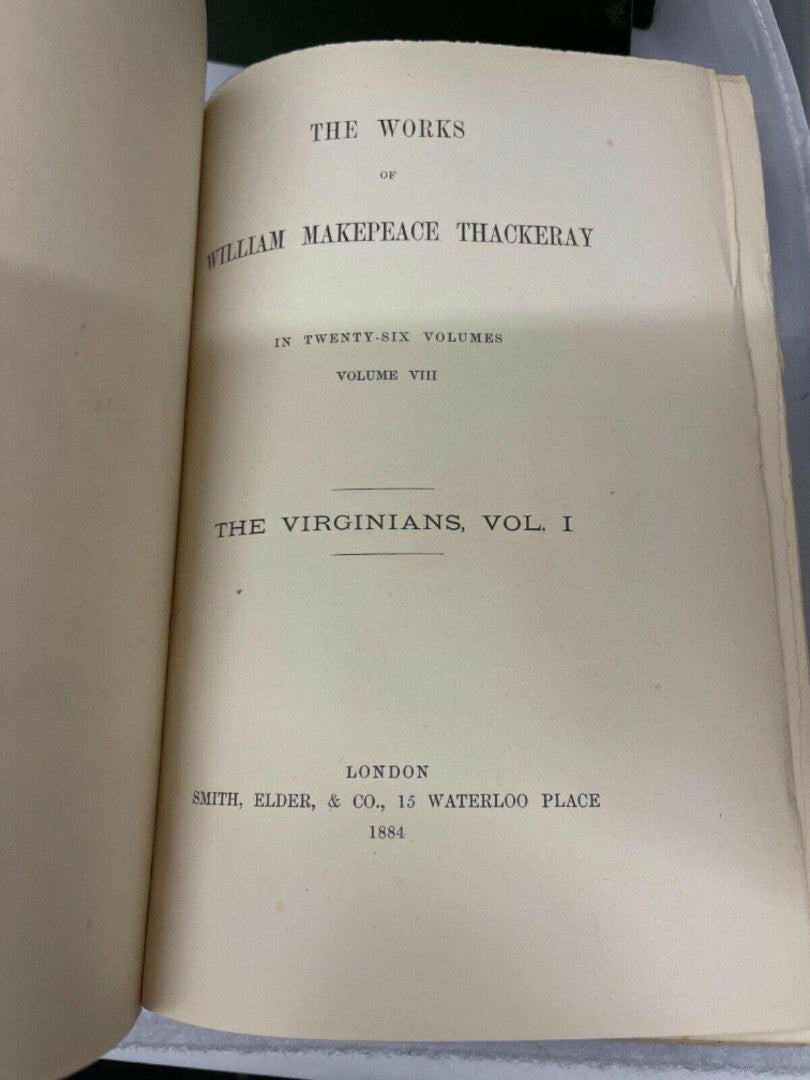 THE WORKS
OF
WILLIAM MAKEPEACE THACKERAY
IN TWENTY-SIX VOLUMES
VOLUME VIII
THE VIRGINIANS, VOL. I
LONDON
SMITH, ELDER, & CO., 15 WATERLOO PLACE
1884